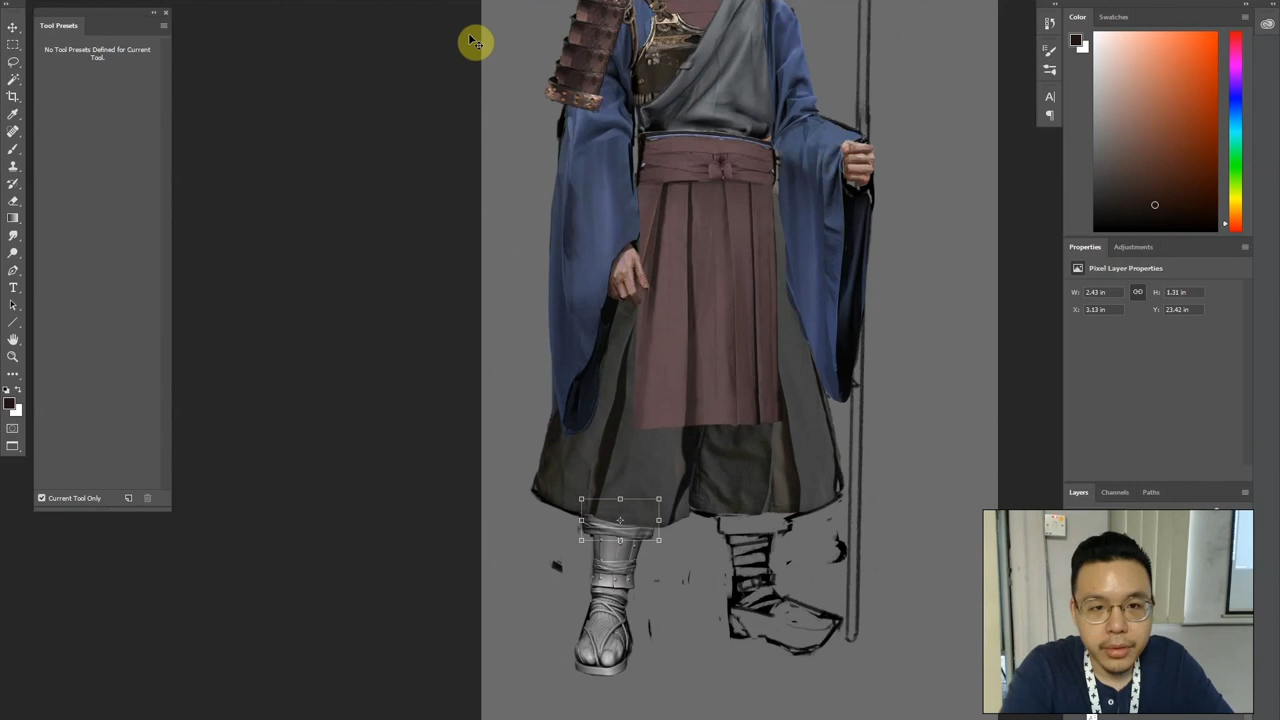 Tool Presets
No Tool Presets Defined for Current
Tool.
Current Tool Only
Color
Swatches
Properties
Adjustments
Pixel Layer Properties
W: 2.43 in
H: 1.31 in
X: 3.13 in
Y: 23.42 in
Layers
Channels
Paths